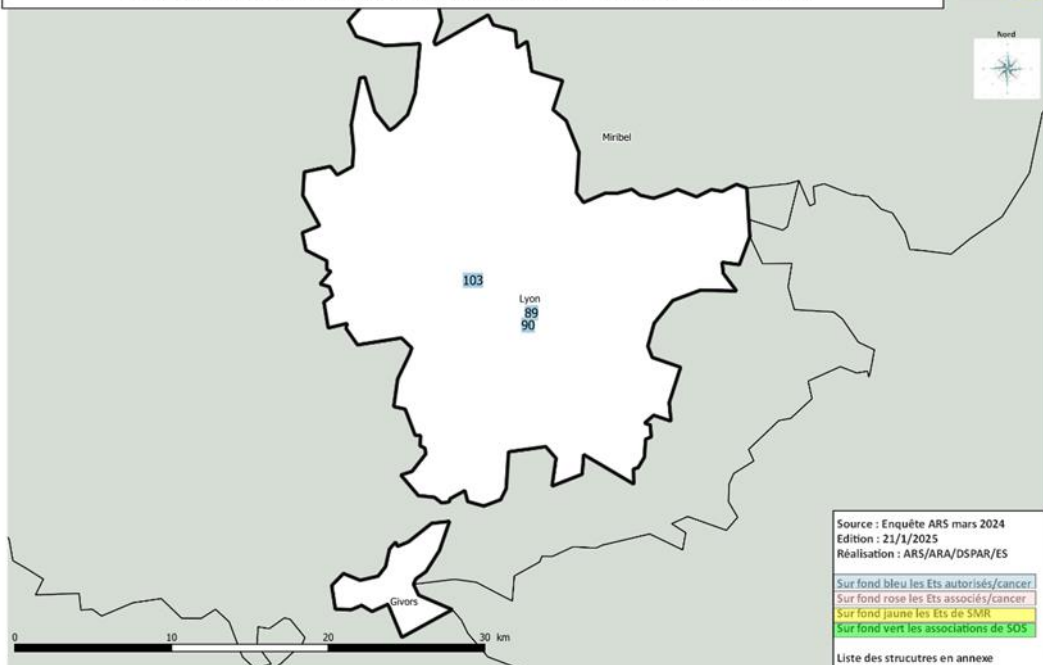 Nord
Miribel
103
Lyon
89
90
Givors
0 10 20 30 km
Source : Enquête ARS mars 2024
Edition : 21/1/2025
Réalisation : ARS/ARA/DSPAR/ES
Sur fond bleu les Ets autorisés/cancer
Sur fond rose les Ets associés/cancer
Sur fond jaune les Ets de SMR
Sur fond vert les associations de SOS
Liste des strucutres en annexe